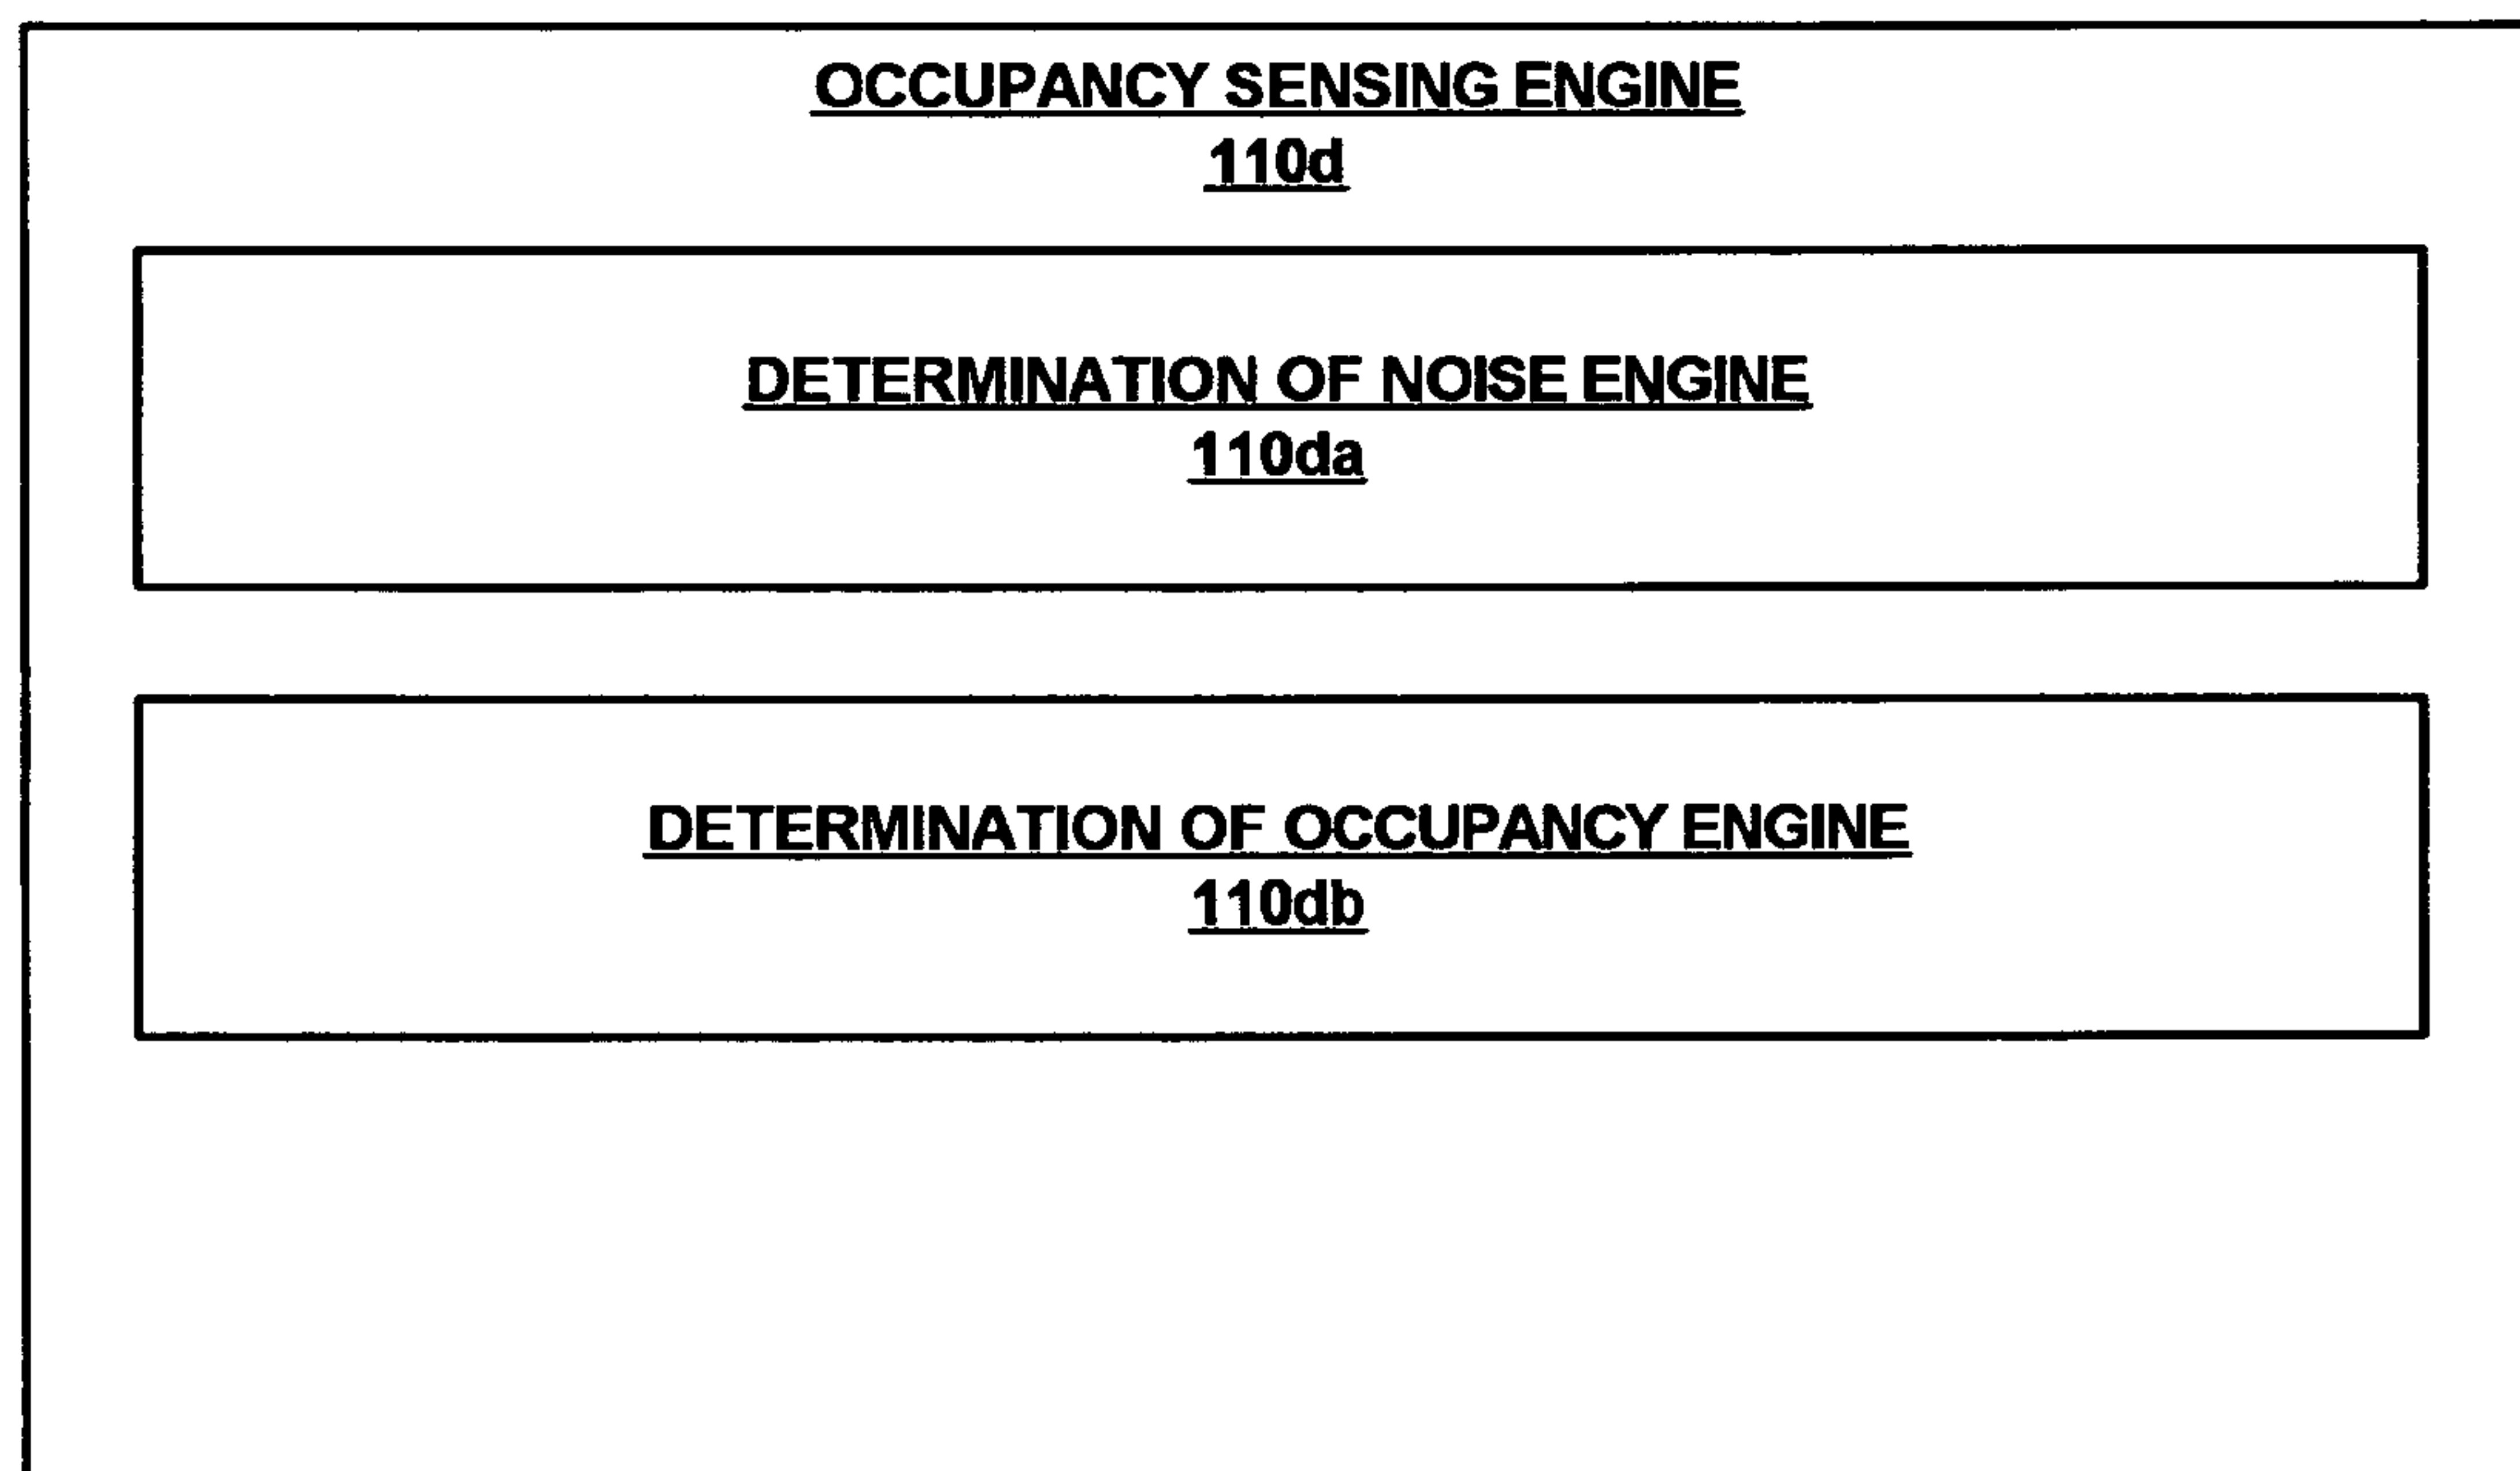 OCCUPANCY SENSING ENGINE
110d
DETERMINATION OF NOISE ENGINE
110da
DETERMINATION OF OCCUPANCY ENGINE
110db